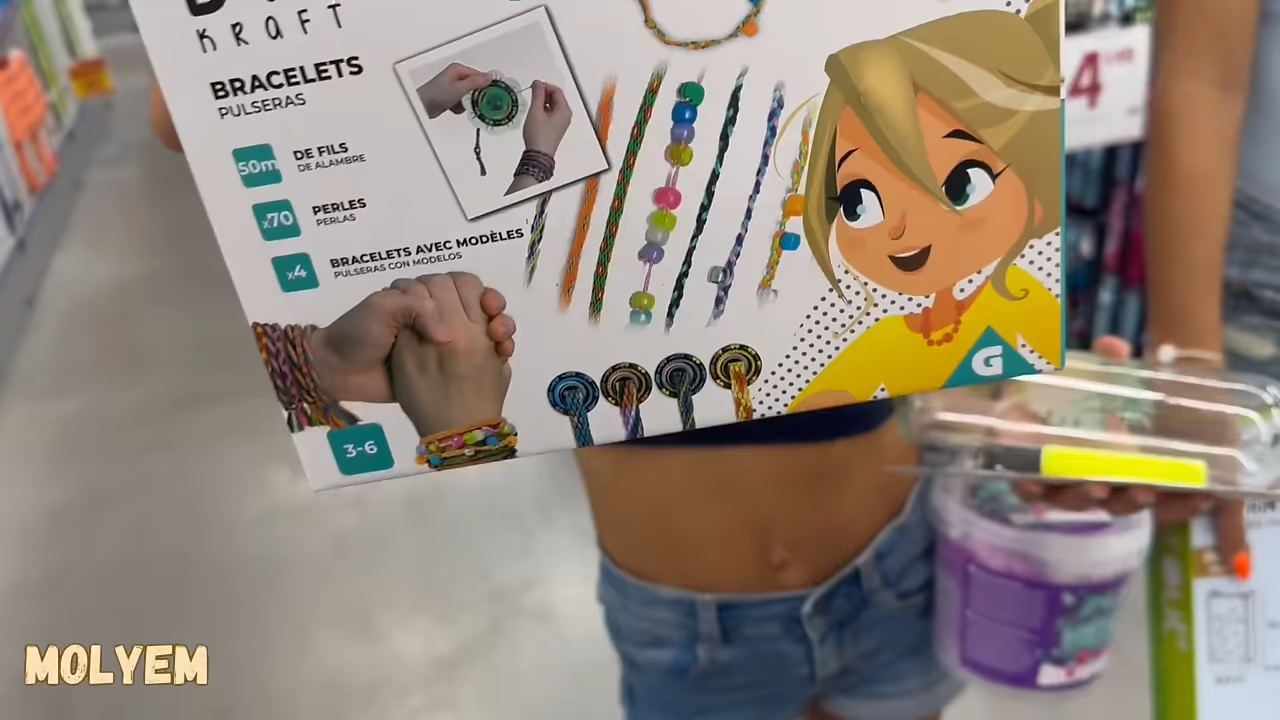 KRAFT
BRACELETS
PULSERAS
50m
DE FILS
DE ALAMBRE
x70
PERLES
PERLAS
x4
BRACELETS AVEC MODÈLES
PULSERAS CON MODELOS
3-6
G
4
MOLYEM